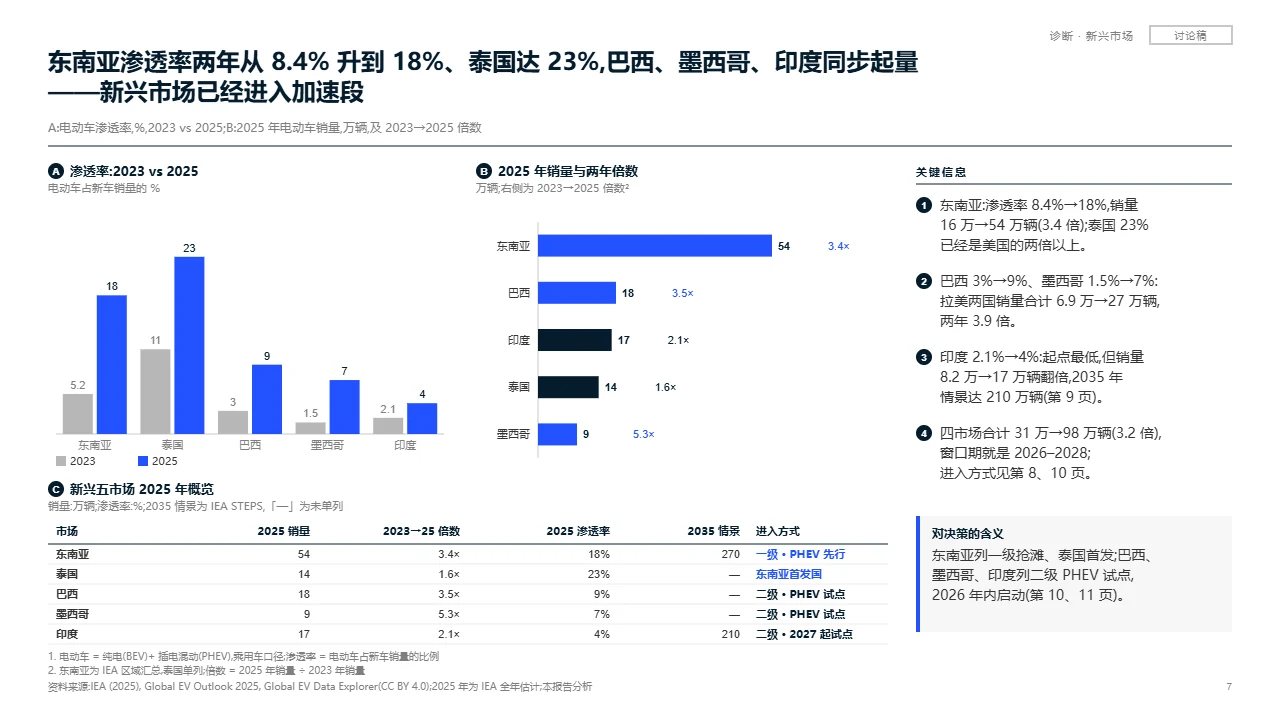 诊断 · 新兴市场
讨论稿
东南亚渗透率两年从 8.4% 升到 18%、泰国达 23%,巴西、墨西哥、印度同步起量
——新兴市场已经进入加速段
A:电动车渗透率,%,2023 vs 2025;B:2025 年电动车销量,万辆,及 2023→2025 倍数
A 渗透率:2023 vs 2025
电动车占新车销量的 %
5.2
18
11
23
3
9
1.5
7
2.1
4
东南亚
泰国
巴西
墨西哥
印度
2023
2025
B 2025 年销量与两年倍数
万辆;右侧为 2023→2025 倍数²
东南亚 54 3.4×
巴西 18 3.5×
印度 17 2.1×
泰国 14 1.6×
墨西哥 9 5.3×
C 新兴五市场 2025 年概览
销量:万辆;渗透率:%;2035 情景为 IEA STEPS,「—」为未单列
市场 2025 销量 2023→25 倍数 2025 渗透率 2035 情景 进入方式
东南亚 54 3.4× 18% 270 一级 • PHEV 先行
泰国 14 1.6× 23% — 东南亚首发国
巴西 18 3.5× 9% — 二级 • PHEV 试点
墨西哥 9 5.3× 7% — 二级 • PHEV 试点
印度 17 2.1× 4% 210 二级 • 2027 起试点
关键信息
1 东南亚:渗透率 8.4%→18%,销量
16 万→54 万辆(3.4 倍);泰国 23%
已经是美国的两倍以上。
2 巴西 3%→9%、墨西哥 1.5%→7%:
拉美两国销量合计 6.9 万→27 万辆,
两年 3.9 倍。
3 印度 2.1%→4%:起点最低,但销量
8.2 万→17 万辆翻倍,2035 年
情景达 210 万辆(第 9 页)。
4 四市场合计 31 万→98 万辆(3.2 倍),
窗口期就是 2026–2028;
进入方式见第 8、10 页。
对决策的含义
东南亚列一级抢滩、泰国首发;巴西、
墨西哥、印度列二级 PHEV 试点,
2026 年内启动(第 10、11 页)。
1. 电动车 = 纯电(BEV)+ 插电混动(PHEV),乘用车口径;渗透率 = 电动车占新车销量的比例
2. 东南亚为 IEA 区域汇总,泰国单列;倍数 = 2025 年销量 ÷ 2023 年销量
资料来源:IEA (2025), Global EV Outlook 2025, Global EV Data Explorer(CC BY 4.0);2025 年为 IEA 全年估计;本报告分析
7